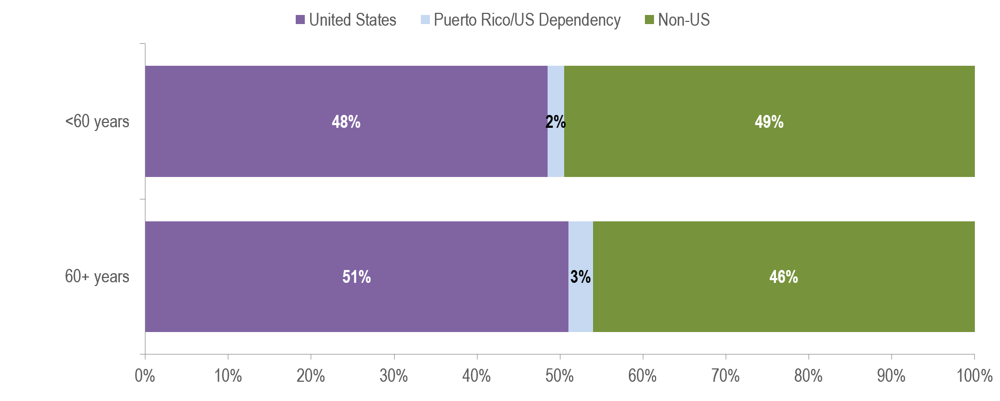 United States Puerto Rico/US Dependency Non-US
<60 years 48% 2% 49%
60+ years 51% 3% 46%
0% 10% 20% 30% 40% 50% 60% 70% 80% 90% 100%